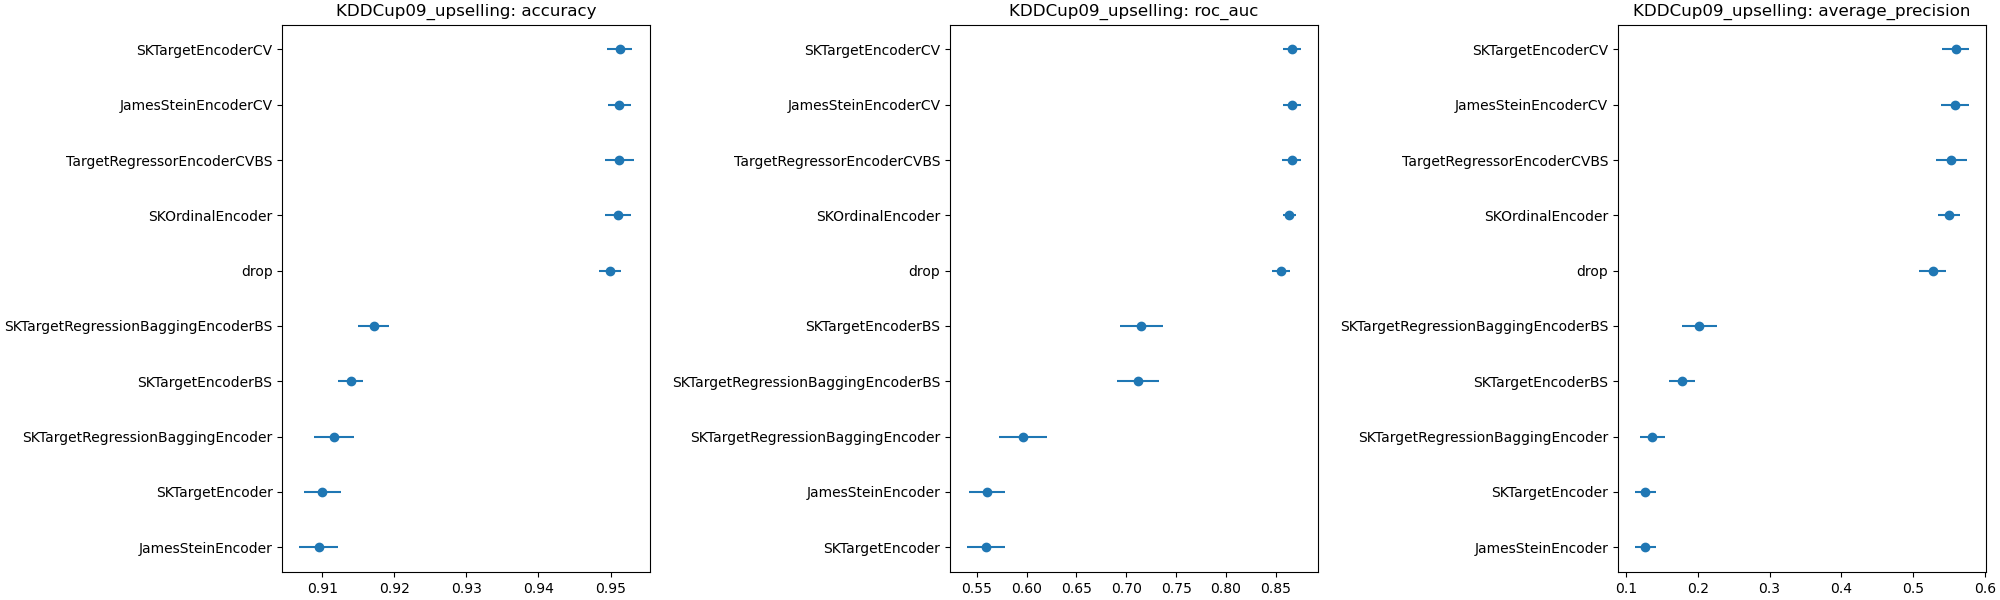 KDDCup09_upselling: accuracy
SKTargetEncoderCV
JamesSteinEncoderCV
TargetRegressorEncoderCVBS
SKOrdinalEncoder
drop
SKTargetRegressionBaggingEncoderBS
SKTargetEncoderBS
SKTargetRegressionBaggingEncoder
SKTargetEncoder
JamesSteinEncoder
0.91 0.92 0.93 0.94 0.95
KDDCup09_upselling: roc_auc
SKTargetEncoderCV
JamesSteinEncoderCV
TargetRegressorEncoderCVBS
SKOrdinalEncoder
drop
SKTargetEncoderBS
SKTargetRegressionBaggingEncoderBS
SKTargetRegressionBaggingEncoder
JamesSteinEncoder
SKTargetEncoder
0.55 0.60 0.65 0.70 0.75 0.80 0.85
KDDCup09_upselling: average_precision
SKTargetEncoderCV
JamesSteinEncoderCV
TargetRegressorEncoderCVBS
SKOrdinalEncoder
drop
SKTargetRegressionBaggingEncoderBS
SKTargetEncoderBS
SKTargetRegressionBaggingEncoder
SKTargetEncoder
JamesSteinEncoder
0.1 0.2 0.3 0.4 0.5 0.6